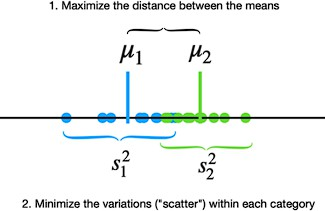 1. Maximize the distance between the means
μ₁ μ₂
s₁² s₂²
2. Minimize the variations ("scatter") within each category